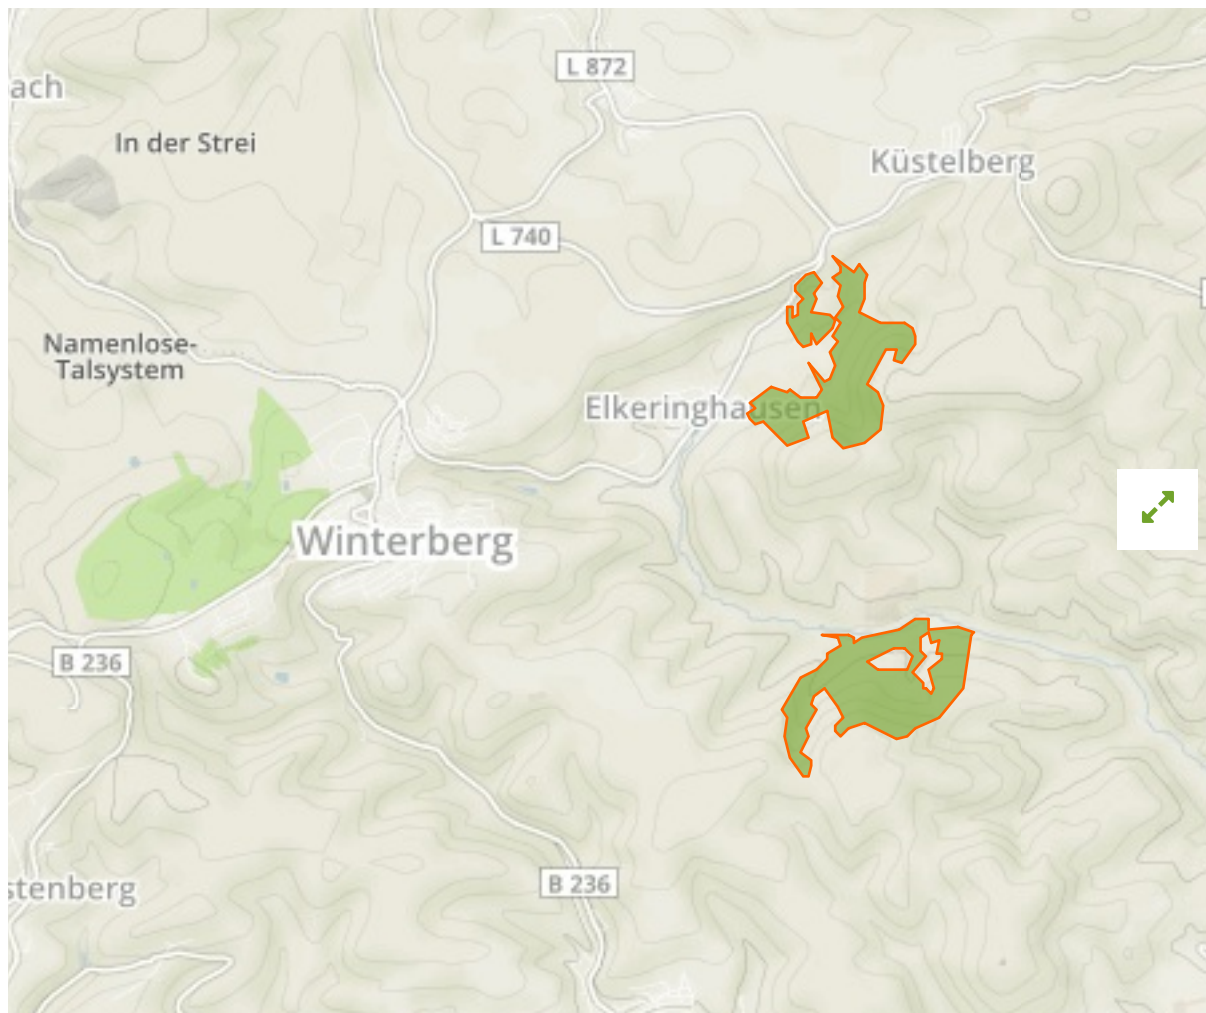 L 872
ach
In der Strei
Küstelberg
L 740
Namenlose-
Talsystem
Elkeringhausen
Winterberg
B 236
B 236
stenberg